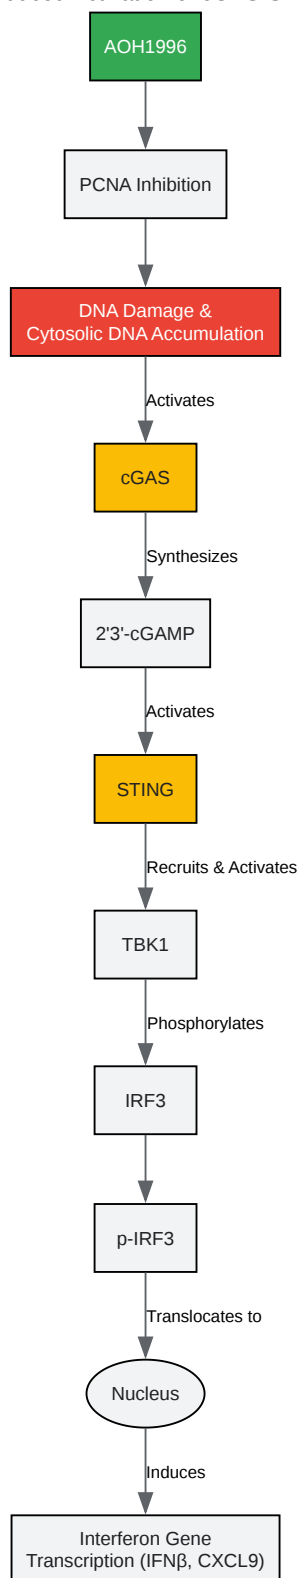 AOH1996
PCNA Inhibition
DNA Damage &
Cytosolic DNA Accumulation
Activates
cGAS
Synthesizes
2'3'-cGAMP
Activates
STING
Recruits & Activates
TBK1
Phosphorylates
IRF3
p-IRF3
Translocates to
Nucleus
Induces
Interferon Gene
Transcription (IFNβ, CXCL9)